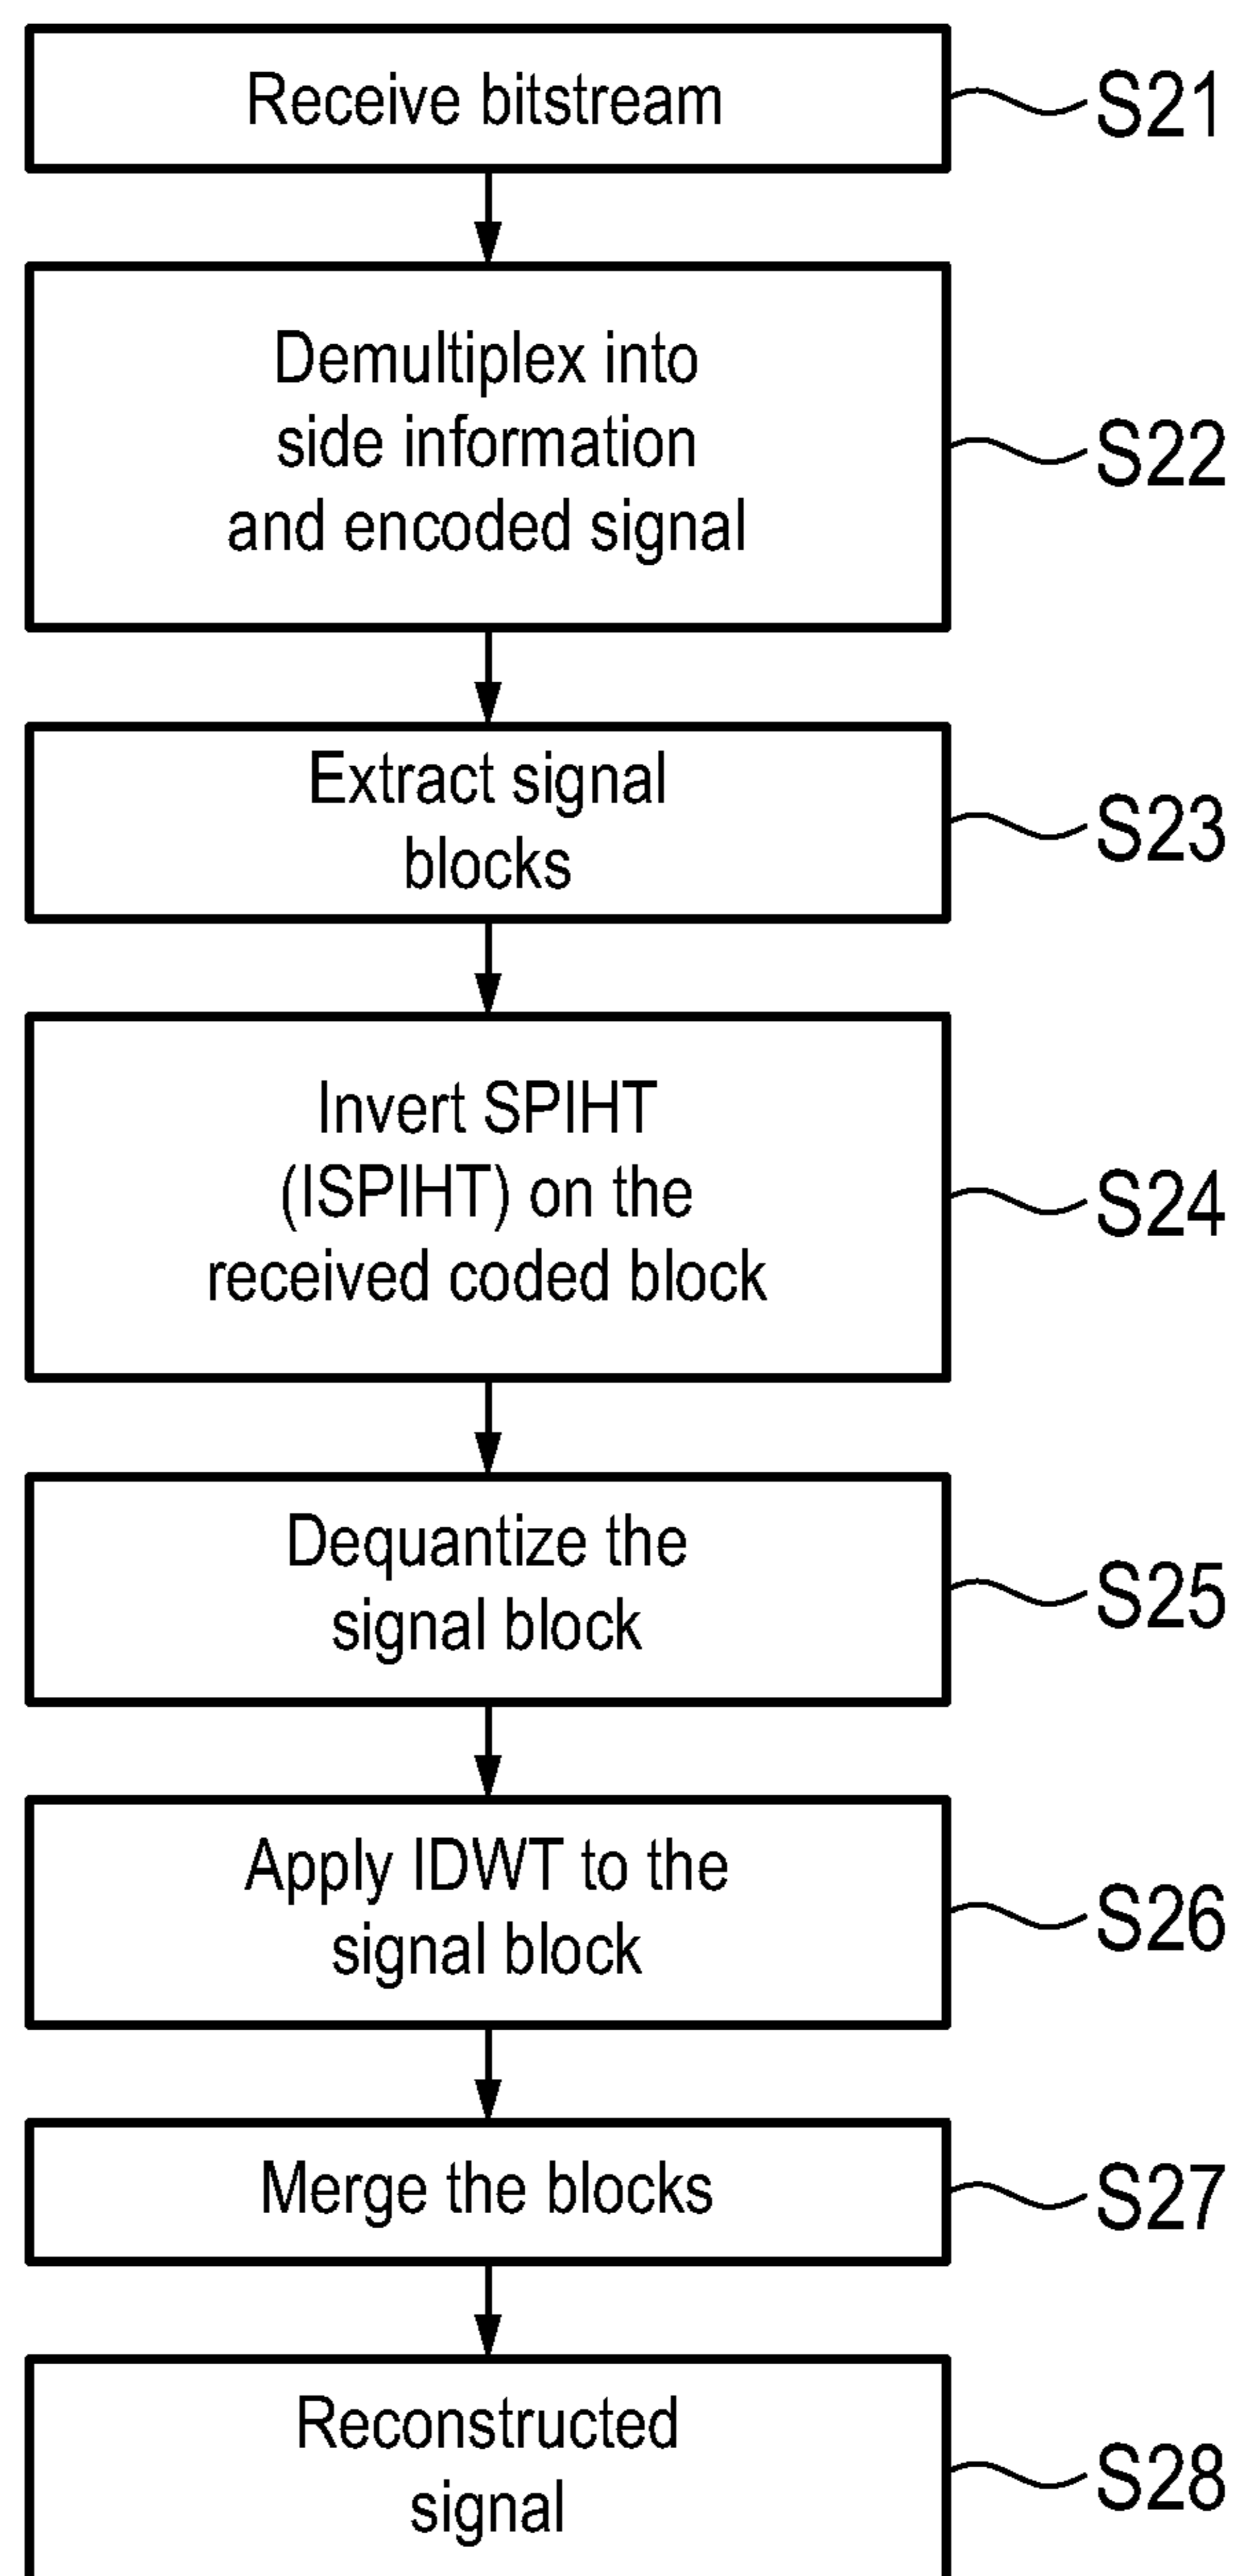 Receive bitstream
S21
Demultiplex into
side information
and encoded signal
S22
Extract signal
blocks
S23
Invert SPIHT
(ISPIHT) on the
received coded block
S24
Dequantize the
signal block
S25
Apply IDWT to the
signal block
S26
Merge the blocks
S27
Reconstructed
signal
S28